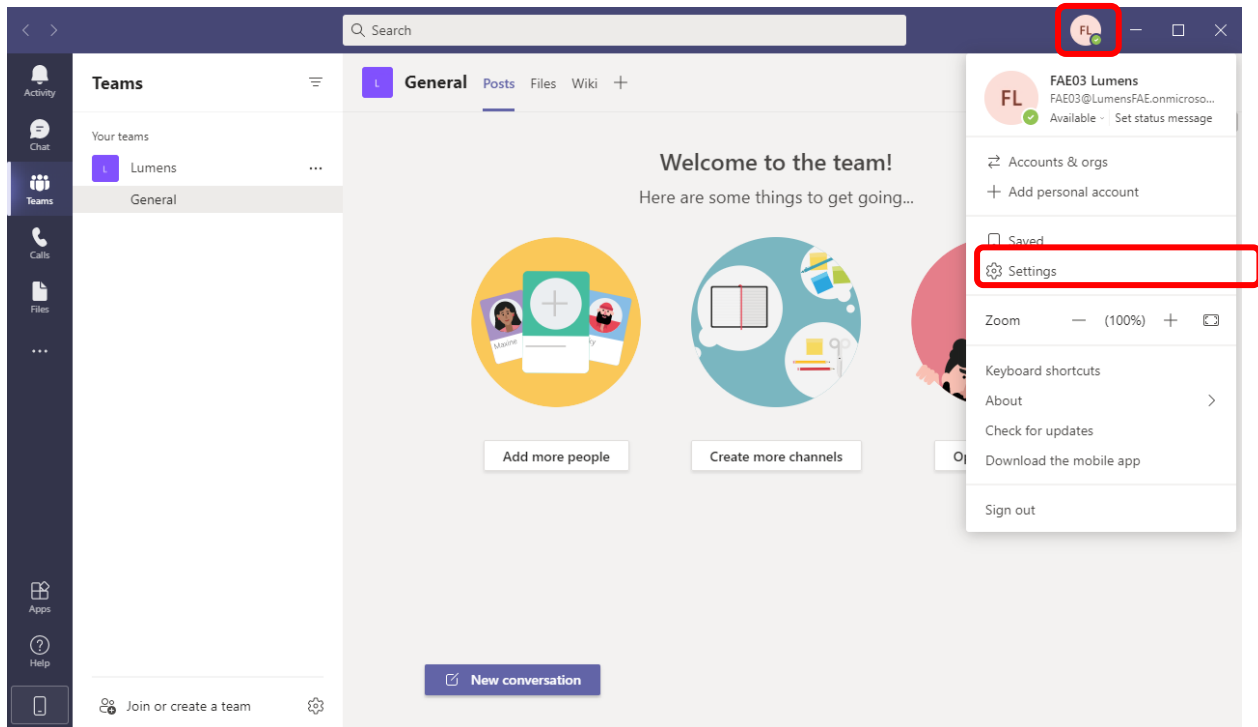 Search
FL
Activity
Chat
Teams
Calls
Files
Apps
Help
Teams
Your teams
L Lumens
General
Join or create a team
L General Posts Files Wiki
Welcome to the team!
Here are some things to get going...
Maxine
Add more people
Create more channels
New conversation
FL
FAE03 Lumens
FAE03@LumensFAE.onmicroso...
Available Set status message
Accounts & orgs
Add personal account
Saved
Settings
Zoom — (100%) +
Keyboard shortcuts
About
Check for updates
Download the mobile app
Sign out